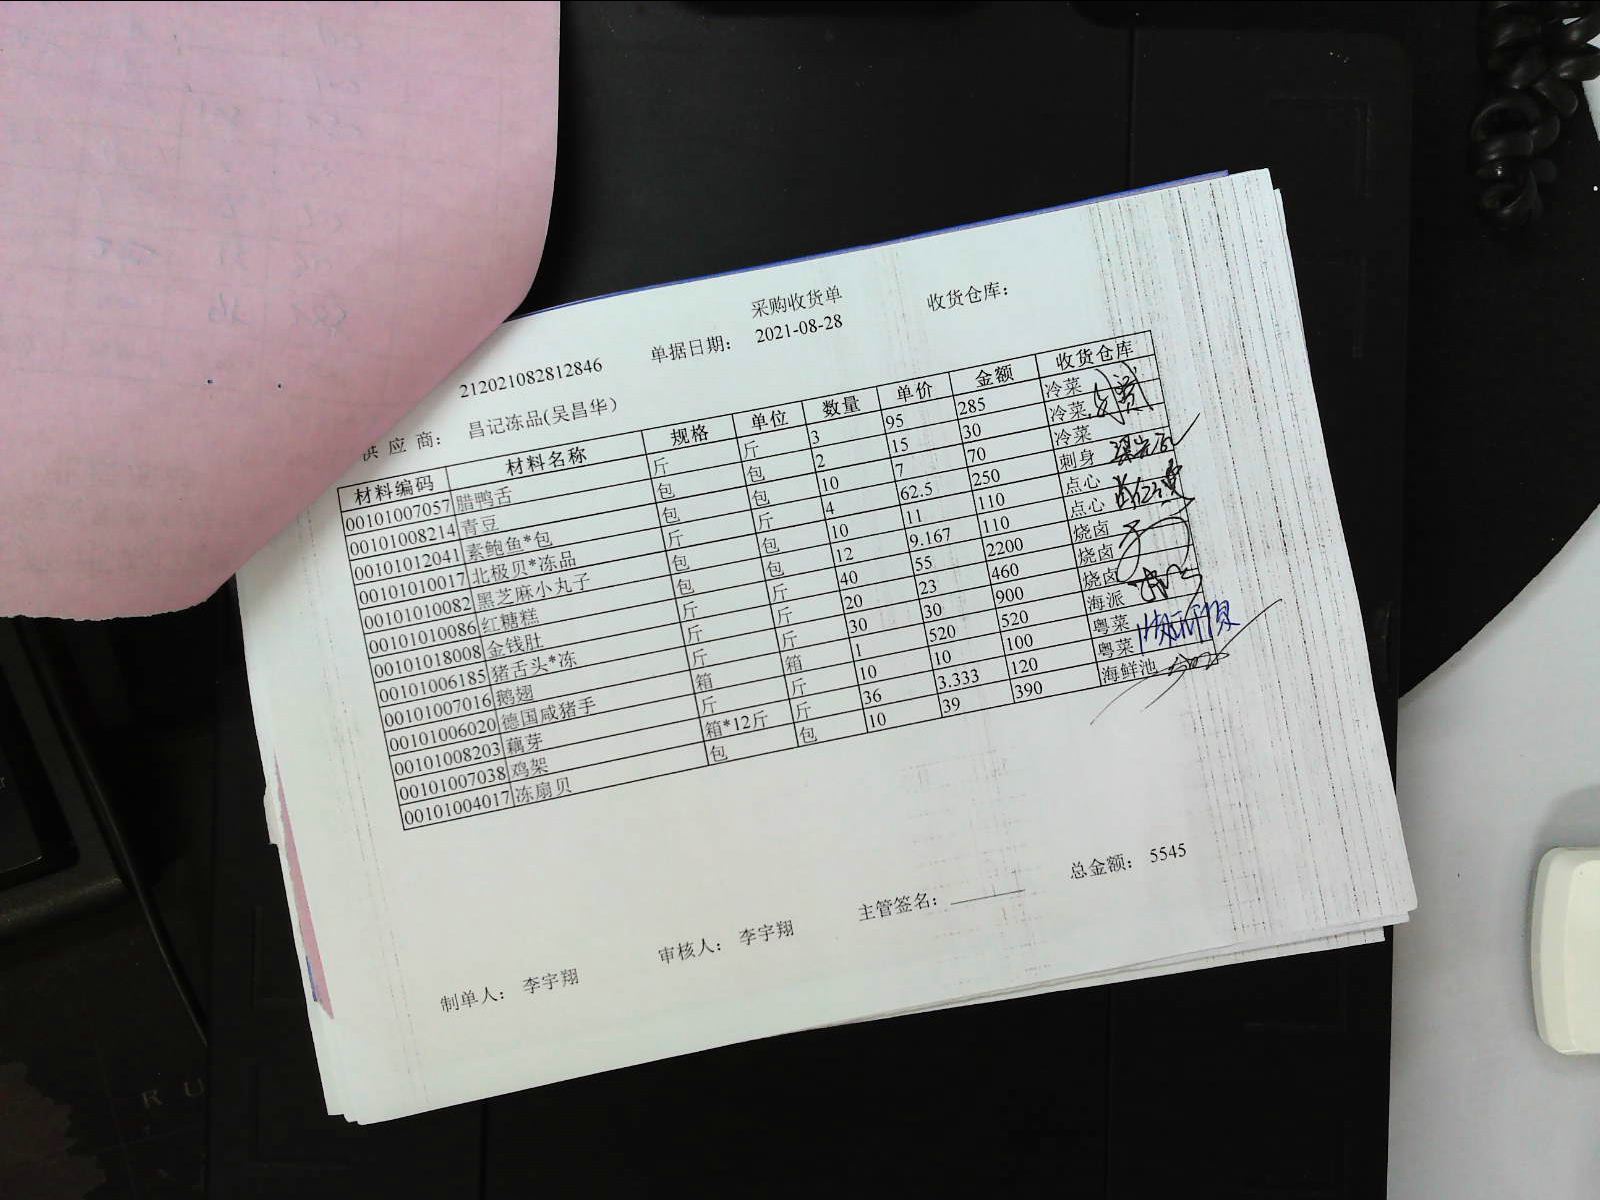 采购收货单
212021082812846 单据日期： 2021-08-28 收货仓库：
供 应 商： 昌记冻品(吴昌华)
材料编码 材料名称 规格 单位 数量 单价 金额 收货仓库
00101007057 腊鸭舌 斤 斤 3 95 285 冷菜
00101008214 青豆 包 包 2 15 30 冷菜
00101012041 素鲍鱼*包 包 包 10 7 70 冷菜
00101010017 北极贝*冻品 斤 斤 4 62.5 250 刺身
00101010082 黑芝麻小丸子 包 包 10 11 110 点心
00101010086 红糖糕 包 包 12 9.167 110 点心
00101018008 金钱肚 斤 斤 40 55 2200 烧卤
00101006185 猪舌头*冻 斤 斤 20 23 460 烧卤
00101007016 鹅翅 斤 斤 30 30 900 烧卤
00101006020 德国咸猪手 箱 箱 1 520 520 海派
00101008203 藕芽 斤 斤 10 10 100 粤菜
00101007038 鸡架 箱*12斤 斤 36 3.333 120 粤菜
00101004017 冻扇贝 包 包 10 39 390 海鲜池
总金额： 5545
制单人： 李宇翔 审核人： 李宇翔 主管签名：